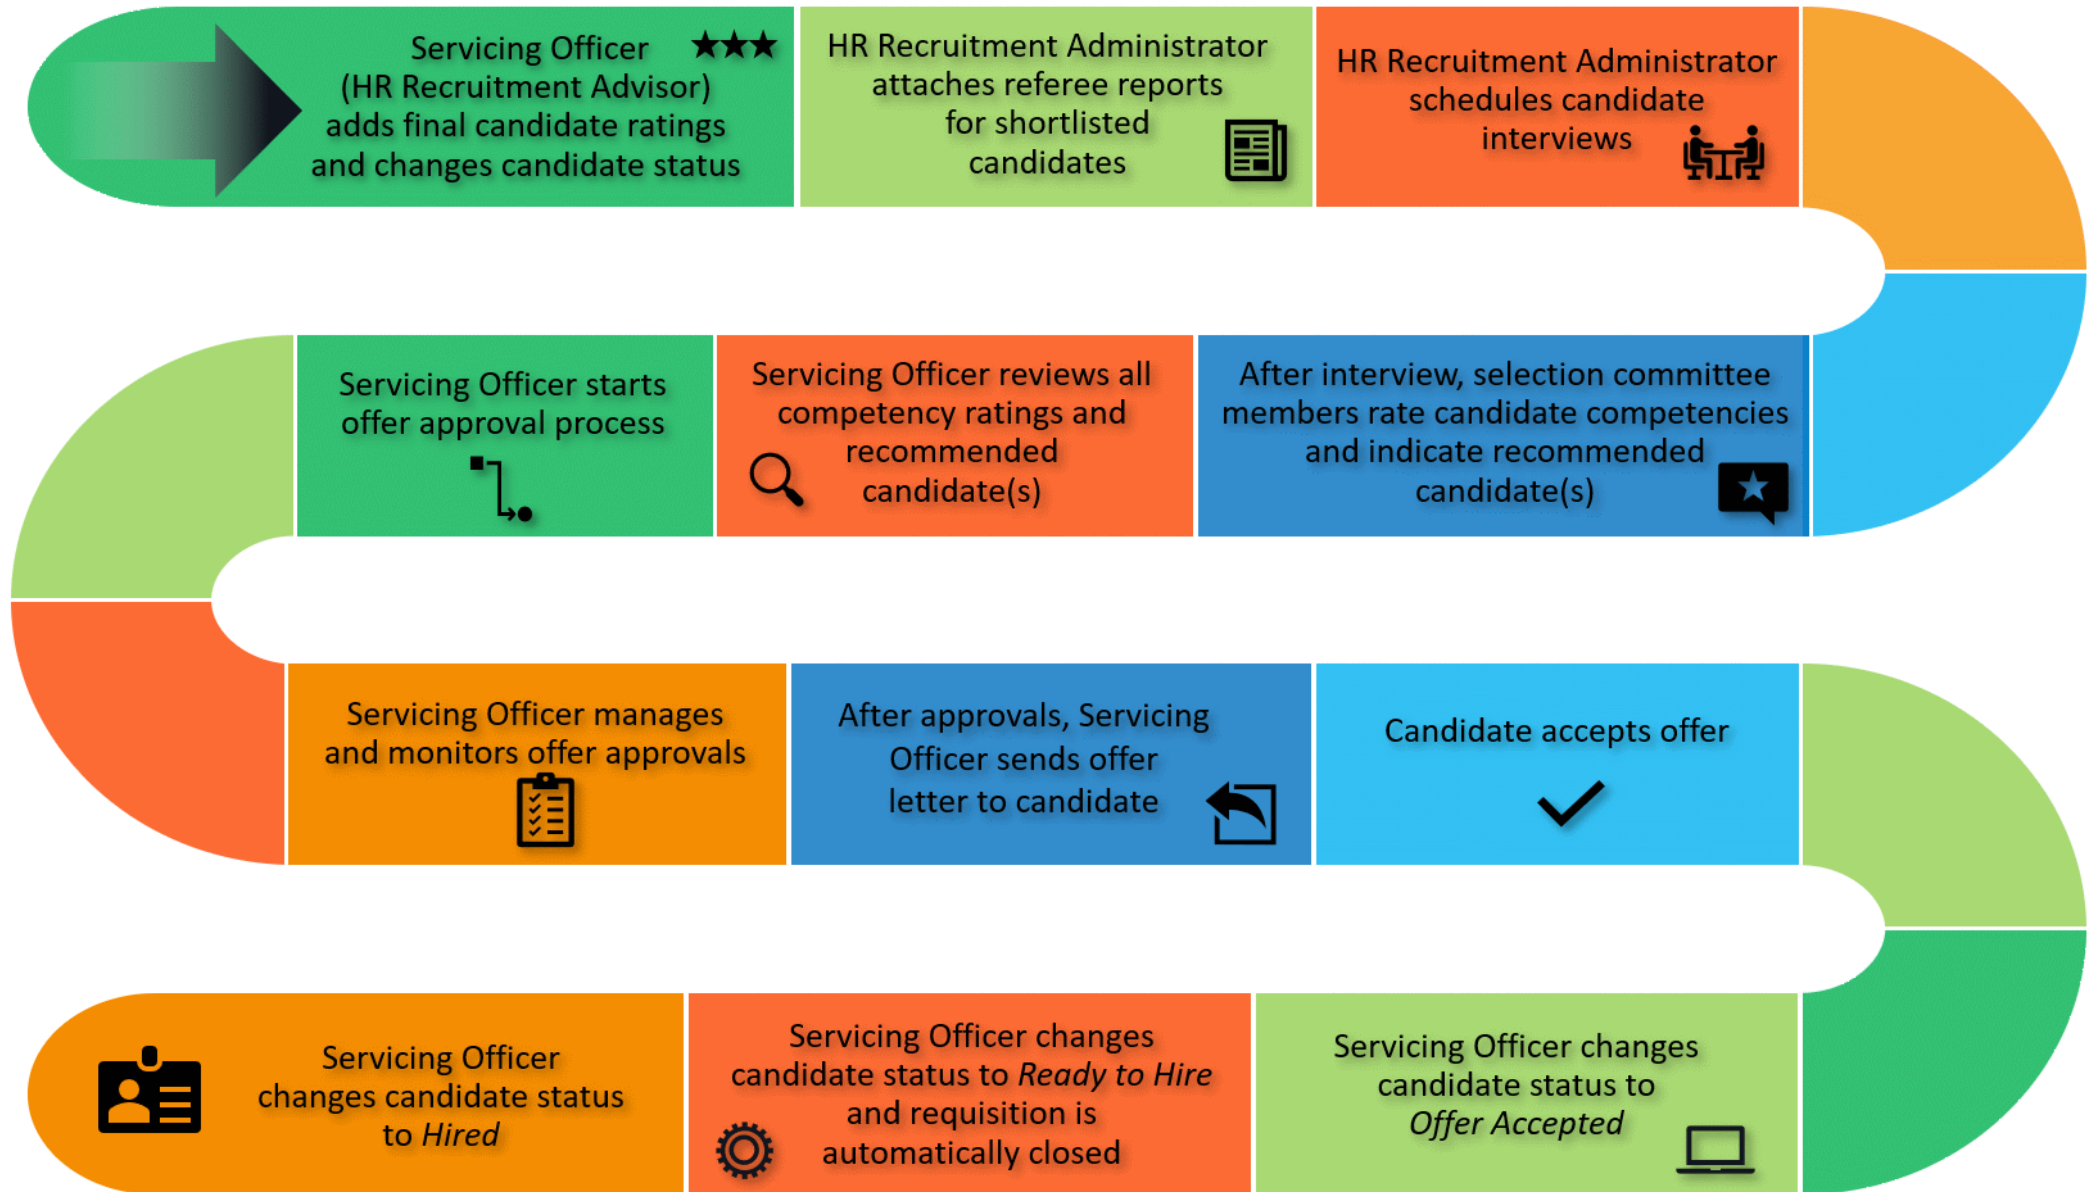 Servicing Officer
(HR Recruitment Advisor)
adds final candidate ratings
and changes candidate status
HR Recruitment Administrator
attaches referee reports
for shortlisted
candidates
HR Recruitment Administrator
schedules candidate
interviews
After interview, selection committee
members rate candidate competencies
and indicate recommended
candidate(s)
Servicing Officer reviews all
competency ratings and
recommended
candidate(s)
Servicing Officer starts
offer approval process
Servicing Officer manages
and monitors offer approvals
After approvals, Servicing
Officer sends offer
letter to candidate
Candidate accepts offer
Servicing Officer changes
candidate status to
Offer Accepted
Servicing Officer changes
candidate status to Ready to Hire
and requisition is
automatically closed
Servicing Officer
changes candidate status
to Hired